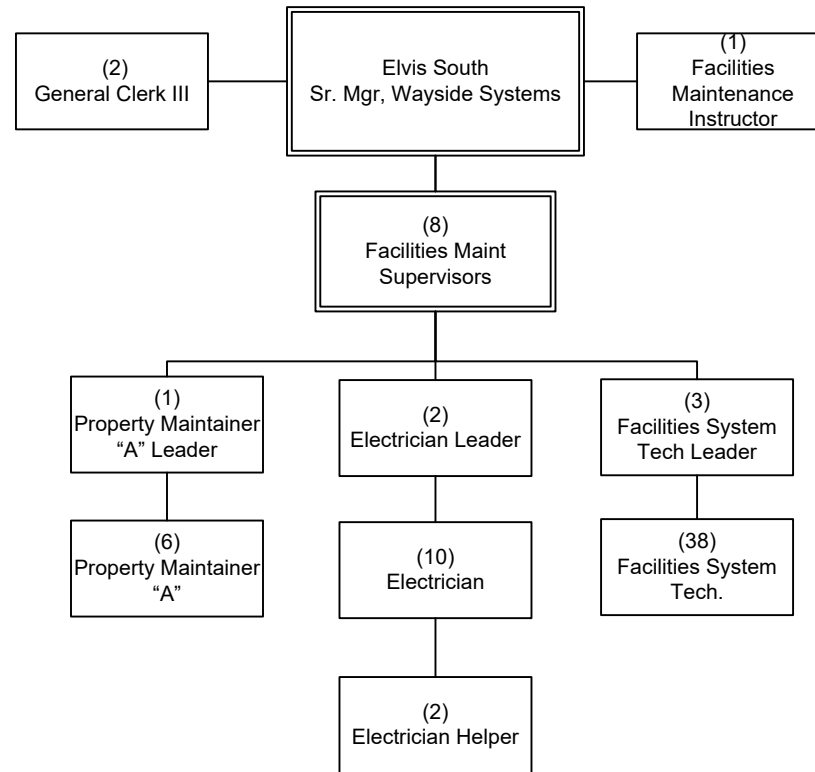 (2)
General Clerk III
Elvis South
Sr. Mgr, Wayside Systems
(1)
Facilities
Maintenance
Instructor
(8)
Facilities Maint
Supervisors
(1)
Property Maintainer
“A” Leader
(2)
Electrician Leader
(3)
Facilities System
Tech Leader
(6)
Property Maintainer
“A”
(10)
Electrician
(38)
Facilities System
Tech.
(2)
Electrician Helper